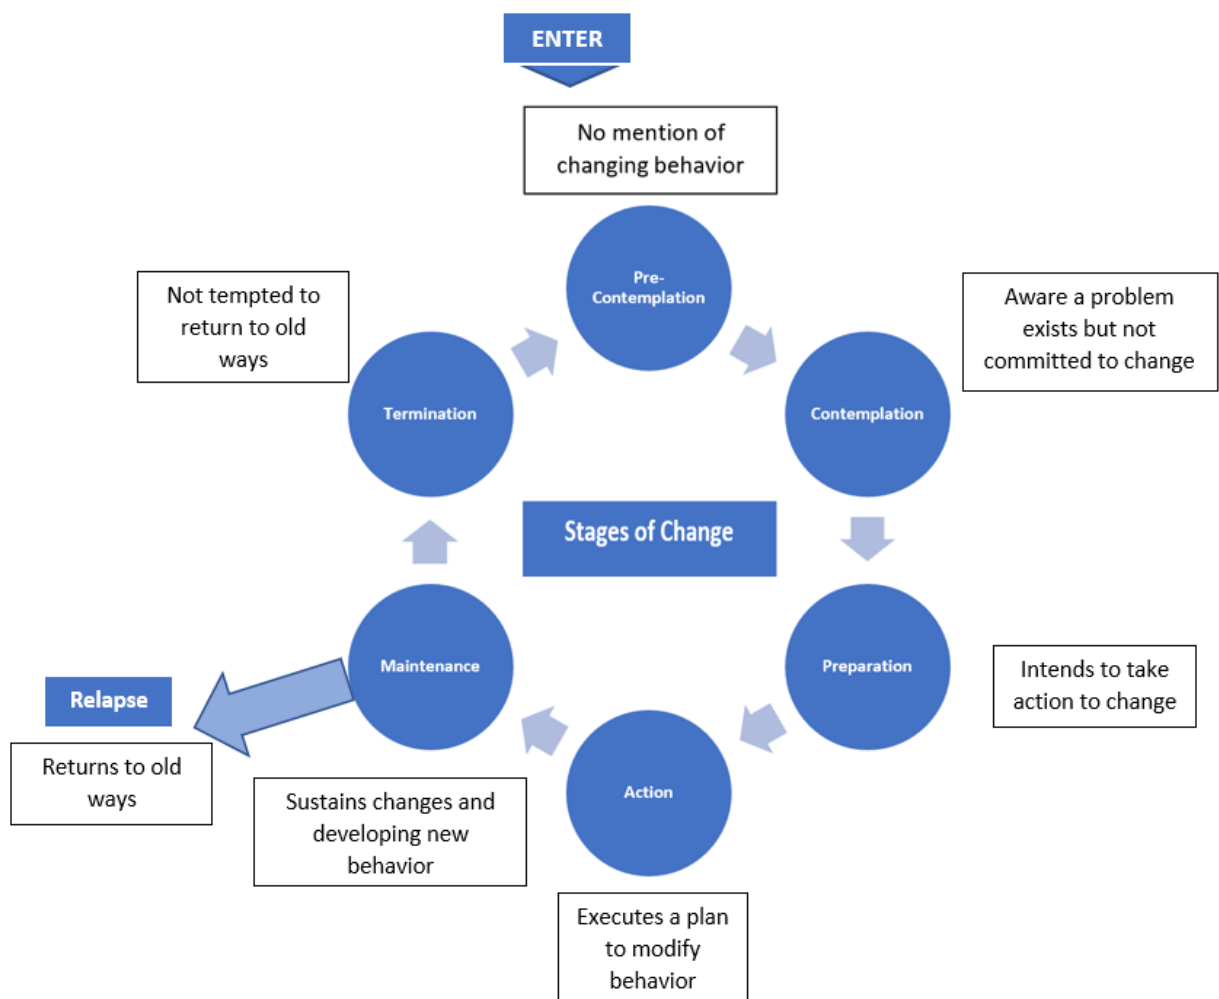 ENTER
No mention of
changing behavior
Pre-
Contemplation
Aware a problem
exists but not
committed to change
Contemplation
Intends to take
action to change
Preparation
Action
Executes a plan
to modify
behavior
Maintenance
Sustains changes and
developing new
behavior
Relapse
Returns to old
ways
Termination
Not tempted to
return to old
ways
Stages of Change